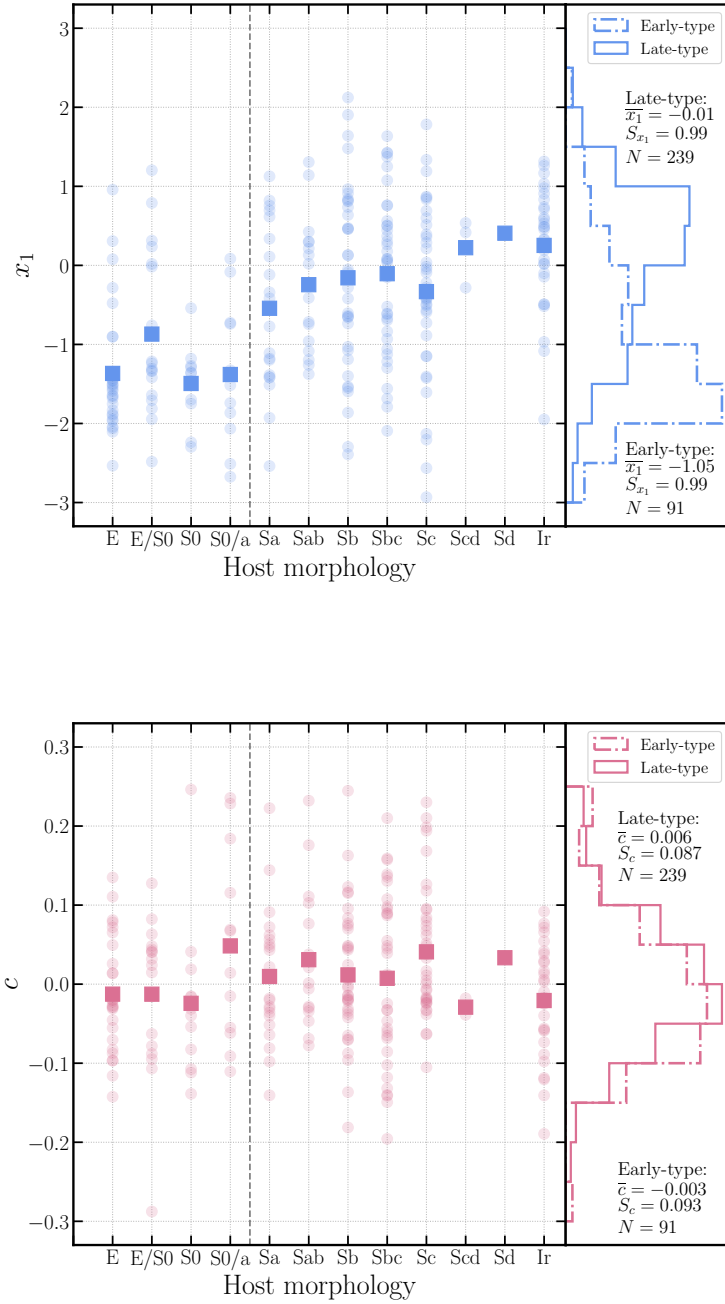 3
2
1
0
−1
−2
−3
x₁
E E/S0 S0 S0/a Sa Sab Sb Sbc Sc Scd Sd Ir
Host morphology
Early-type
Late-type
Late-type:
x̅₁ = −0.01
Sₓ₁ = 0.99
N = 239
Early-type:
x̅₁ = −1.05
Sₓ₁ = 0.99
N = 91
0.3
0.2
0.1
0.0
−0.1
−0.2
−0.3
c
E E/S0 S0 S0/a Sa Sab Sb Sbc Sc Scd Sd Ir
Host morphology
Early-type
Late-type
Late-type:
c̅ = 0.006
S_c = 0.087
N = 239
Early-type:
c̅ = −0.003
S_c = 0.093
N = 91